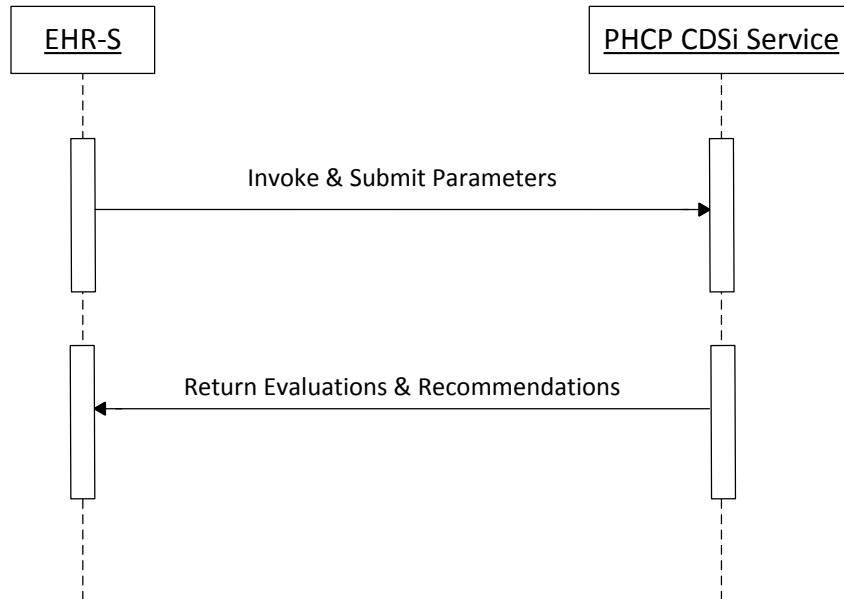 EHR-S
PHCP CDSi Service
Invoke & Submit Parameters
Return Evaluations & Recommendations